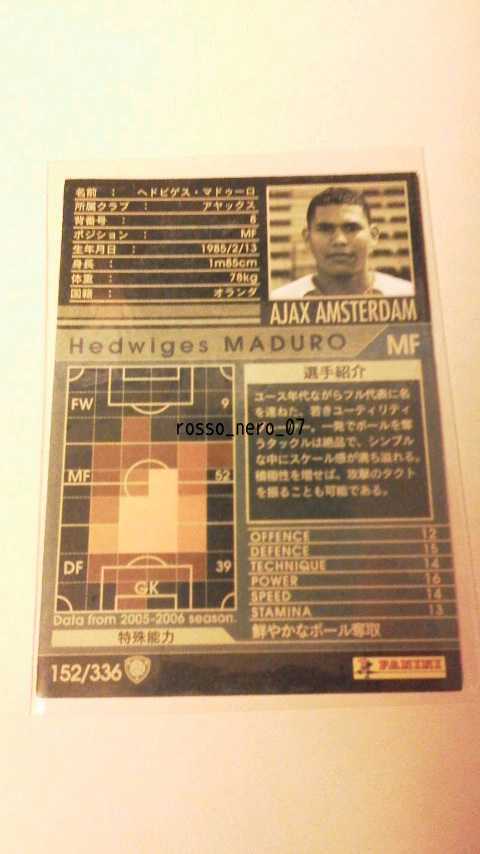 名前 : ヘドビゲス・マドゥーロ
所属クラブ : アヤックス
背番号 : 8
ポジション : MF
生年月日 : 1985/2/13
身長 : 1m85cm
体重 : 78kg
国籍 : オランダ
AJAX AMSTERDAM
Hedwiges MADURO MF
FW 9
MF 52
DF 39
GK
Data from 2005-2006 season.
選手紹介
ユース年代ながらフル代表に名
を連ねた、若きユーティリティ
ー。一発でボールを奪
うタックルは絶品で、シンプル
な中にスケール感が満ち溢れる。
積極性を増せば、攻撃のタクト
を振ることも可能である。
rosso_nero_07
OFFENCE 12
DEFENCE 15
TECHNIQUE 14
POWER 16
SPEED 14
STAMINA 13
特殊能力 鮮やかなボール奪取
152/336
PANINI